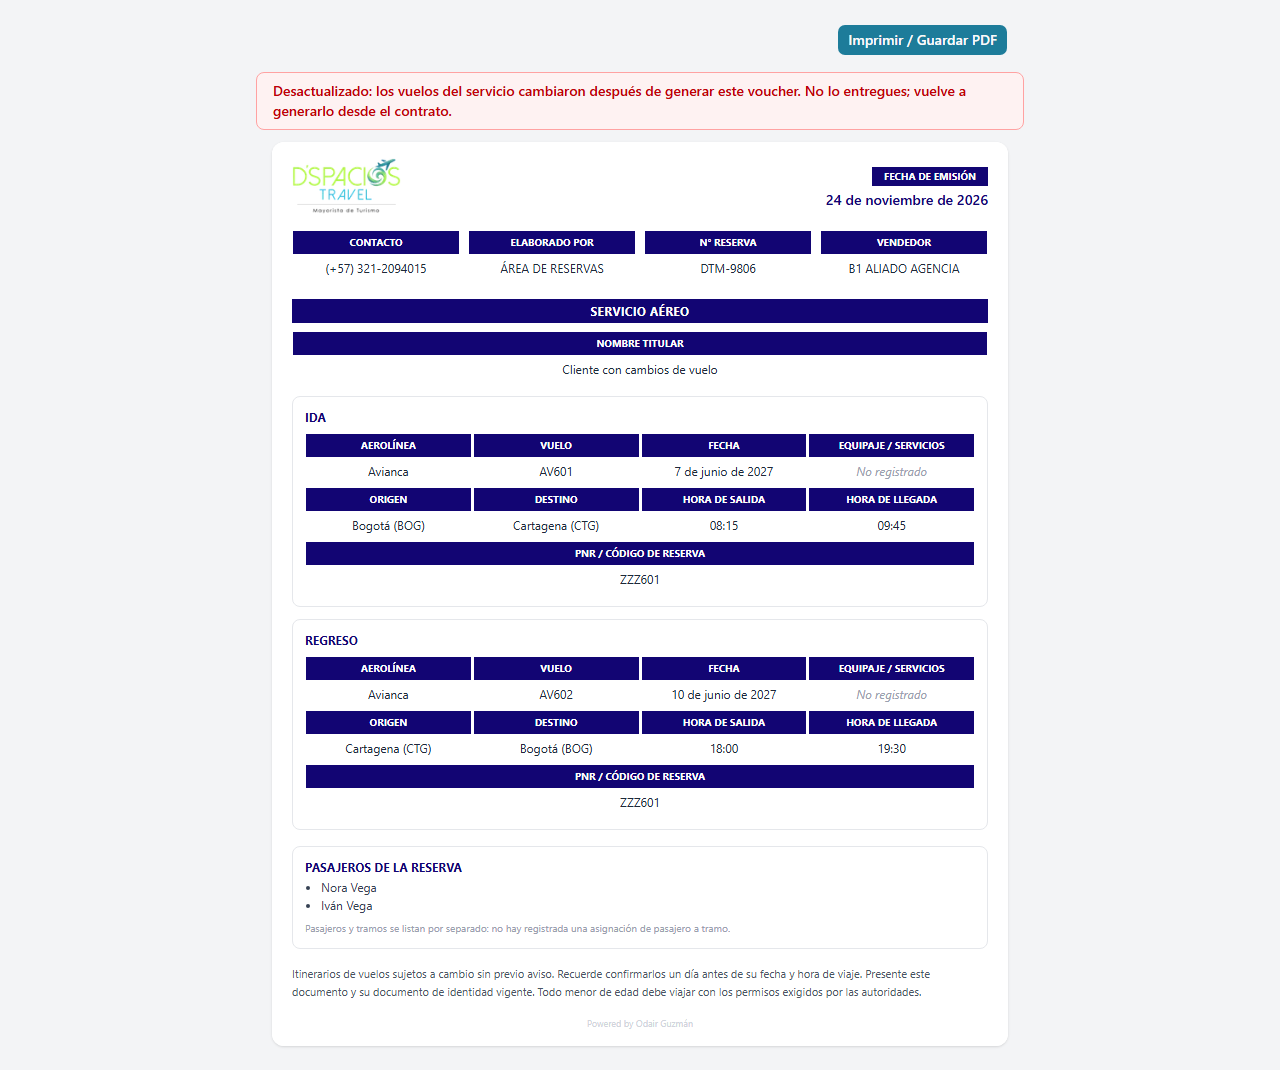 Imprimir / Guardar PDF
Desactualizado: los vuelos del servicio cambiaron después de generar este voucher. No lo entregues; vuelve a
generarlo desde el contrato.
D'SPACIOS
TRAVEL
Mayorista de Turismo
FECHA DE EMISIÓN
24 de noviembre de 2026
CONTACTO ELABORADO POR N° RESERVA VENDEDOR
(+57) 321-2094015 ÁREA DE RESERVAS DTM-9806 B1 ALIADO AGENCIA
SERVICIO AÉREO
NOMBRE TITULAR
Cliente con cambios de vuelo
IDA
AEROLÍNEA VUELO FECHA EQUIPAJE / SERVICIOS
Avianca AV601 7 de junio de 2027 No registrado
ORIGEN DESTINO HORA DE SALIDA HORA DE LLEGADA
Bogotá (BOG) Cartagena (CTG) 08:15 09:45
PNR / CÓDIGO DE RESERVA
ZZZ601
REGRESO
AEROLÍNEA VUELO FECHA EQUIPAJE / SERVICIOS
Avianca AV602 10 de junio de 2027 No registrado
ORIGEN DESTINO HORA DE SALIDA HORA DE LLEGADA
Cartagena (CTG) Bogotá (BOG) 18:00 19:30
PNR / CÓDIGO DE RESERVA
ZZZ601
PASAJEROS DE LA RESERVA
• Nora Vega
• Iván Vega
Pasajeros y tramos se listan por separado: no hay registrada una asignación de pasajero a tramo.
Itinerarios de vuelos sujetos a cambio sin previo aviso. Recuerde confirmarlos un día antes de su fecha y hora de viaje. Presente este
documento y su documento de identidad vigente. Todo menor de edad debe viajar con los permisos exigidos por las autoridades.
Powered by Odair Guzmán